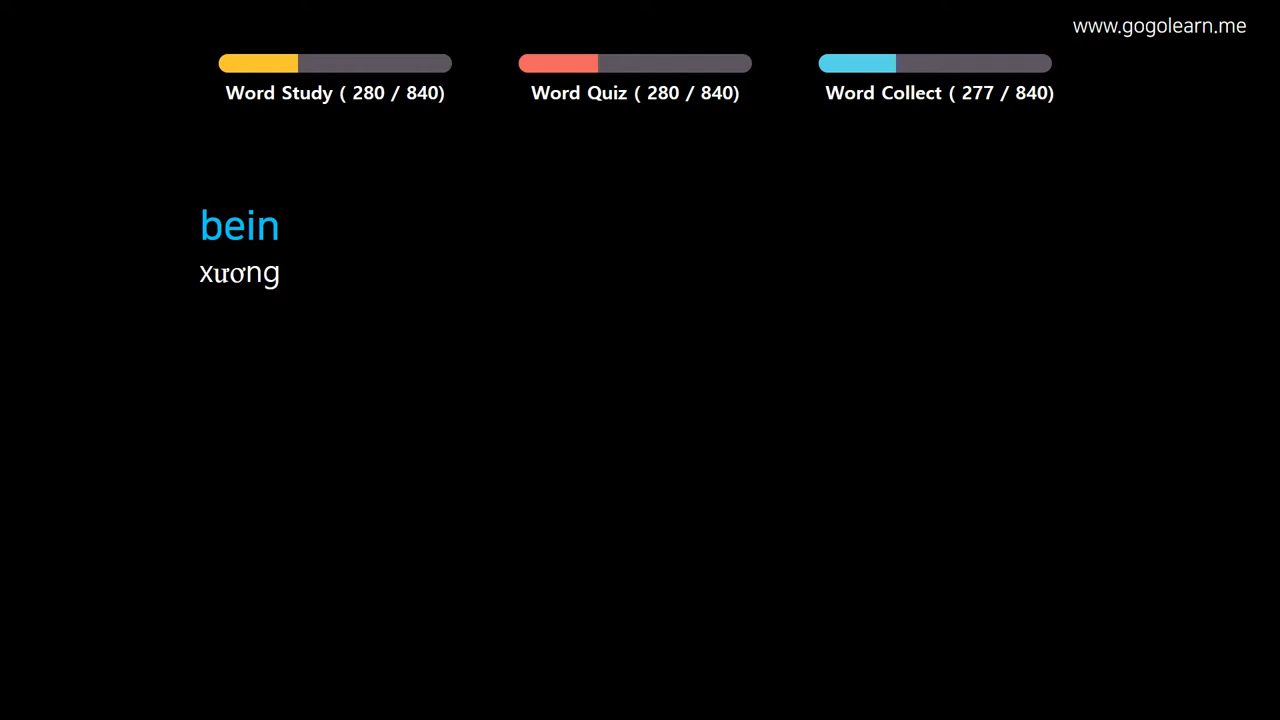 www.gogolearn.me
Word Study ( 280 / 840)
Word Quiz ( 280 / 840)
Word Collect ( 277 / 840)
bein
xương